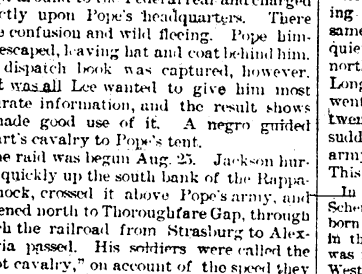 rtly upon Pope's headquarters. There
confusion and wild fleeing. Pope him-
escaped, leaving hat and coat behind him.
dispatch book was captured, however.
was all Lee wanted to give him most
rate information, and the result shows
made good use of it. A negro guided
art's cavalry to Pope's tent.
he raid was begun Aug. 25. Jackson hur-
quickly up the south bank of the Rappa-
nock, crossed it above Pope's army, and
ened north to Thoroughfare Gap, through
the railroad from Strasburg to Alex-
ria passed. His soldiers were called the
ot cavalry," on account of the speed they
ing
same
quic
nort
Long
went
twen
sudd
army
This
In
Sche
born
in th
was